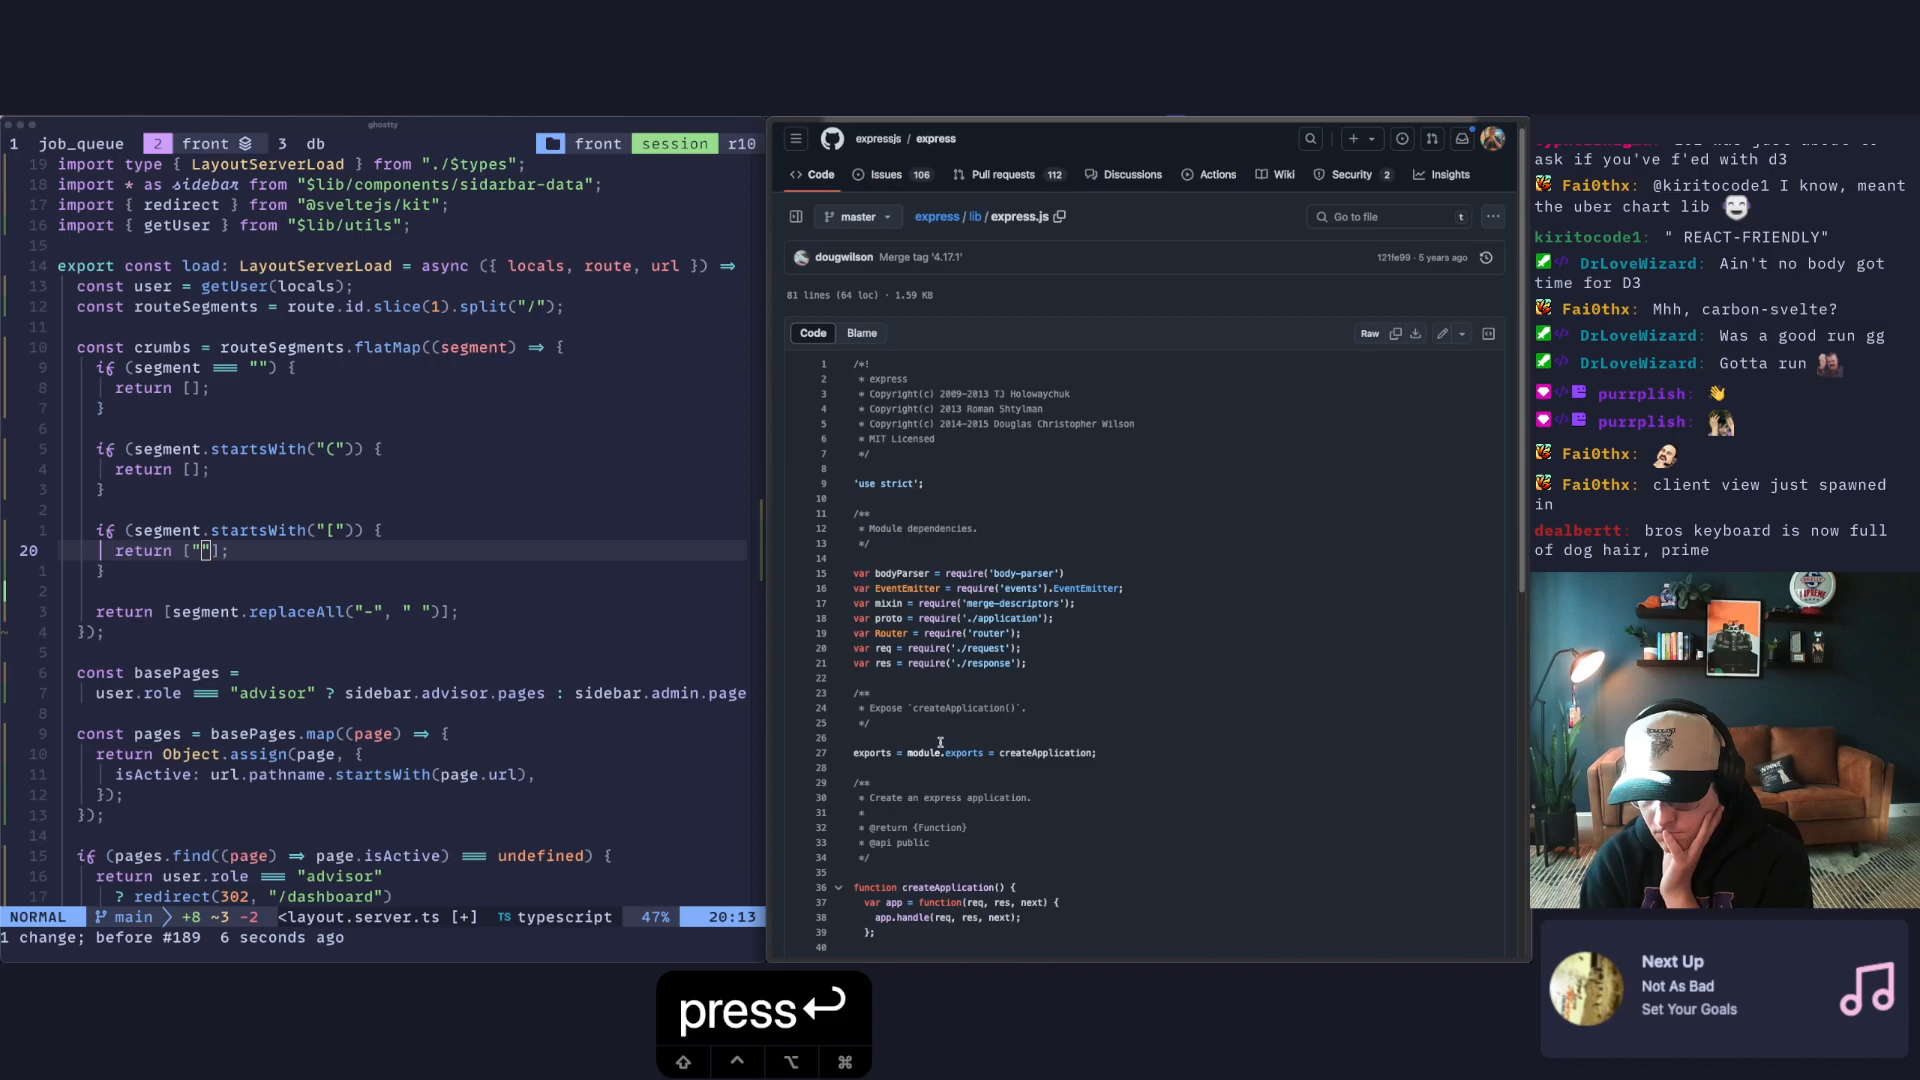 ghostty
1 job_queue 2 front 3 db front session r10
19 import type { LayoutServerLoad } from "./$types";
18 import * as sidebar from "$lib/components/sidarbar-data";
17 import { redirect } from "@sveltejs/kit";
16 import { getUser } from "$lib/utils";
15
14 export const load: LayoutServerLoad = async ({ locals, route, url }) =>
13 const user = getUser(locals);
12 const routeSegments = route.id.slice(1).split("/");
11
10 const crumbs = routeSegments.flatMap((segment) => {
9 if (segment === "") {
8 return [];
7 }
6
5 if (segment.startsWith("(")) {
4 return [];
3 }
2
1 if (segment.startsWith("[")) {
20 return [""];
1 }
2
3 return [segment.replaceAll("-", " ")];
4 });
5
6 const basePages =
7 user.role === "advisor" ? sidebar.advisor.pages : sidebar.admin.page
8
9 const pages = basePages.map((page) => {
10 return Object.assign(page, {
11 isActive: url.pathname.startsWith(page.url),
12 });
13 });
14
15 if (pages.find((page) => page.isActive) === undefined) {
16 return user.role === "advisor"
17 ? redirect(302, "/dashboard")
NORMAL main +8 ~3 -2 <layout.server.ts [+] TS typescript 47% 20:13
1 change; before #189 6 seconds ago
expressjs / express
Code Issues 106 Pull requests 112 Discussions Actions Wiki Security 2 Insights
master express / lib / express.js Go to file t
dougwilson Merge tag '4.17.1' 121fe99 · 5 years ago
81 lines (64 loc) · 1.59 KB
Code Blame Raw
1 /*!
2 * express
3 * Copyright(c) 2009-2013 TJ Holowaychuk
4 * Copyright(c) 2013 Roman Shtylman
5 * Copyright(c) 2014-2015 Douglas Christopher Wilson
6 * MIT Licensed
7 */
8
9 'use strict';
10
11 /**
12 * Module dependencies.
13 */
14
15 var bodyParser = require('body-parser')
16 var EventEmitter = require('events').EventEmitter;
17 var mixin = require('merge-descriptors');
18 var proto = require('./application');
19 var Router = require('router');
20 var req = require('./request');
21 var res = require('./response');
22
23 /**
24 * Expose `createApplication()`.
25 */
26
27 exports = module.exports = createApplication;
28
29 /**
30 * Create an express application.
31 *
32 * @return {Function}
33 * @api public
34 */
35
36 function createApplication() {
37 var app = function(req, res, next) {
38 app.handle(req, res, next);
39 };
40
ask if you've f'ed with d3
Fai0thx: @kiritocode1 I know, meant
the uber chart lib
kiritocode1: " REACT-FRIENDLY"
DrLoveWizard: Ain't no body got
time for D3
Fai0thx: Mhh, carbon-svelte?
DrLoveWizard: Was a good run gg
DrLoveWizard: Gotta run
purrplish:
purrplish:
Fai0thx:
Fai0thx: client view just spawned
in
dealbertt: bros keyboard is now full
of dog hair, prime
SUPREME
WINNIE
Next Up
Not As Bad
Set Your Goals
press